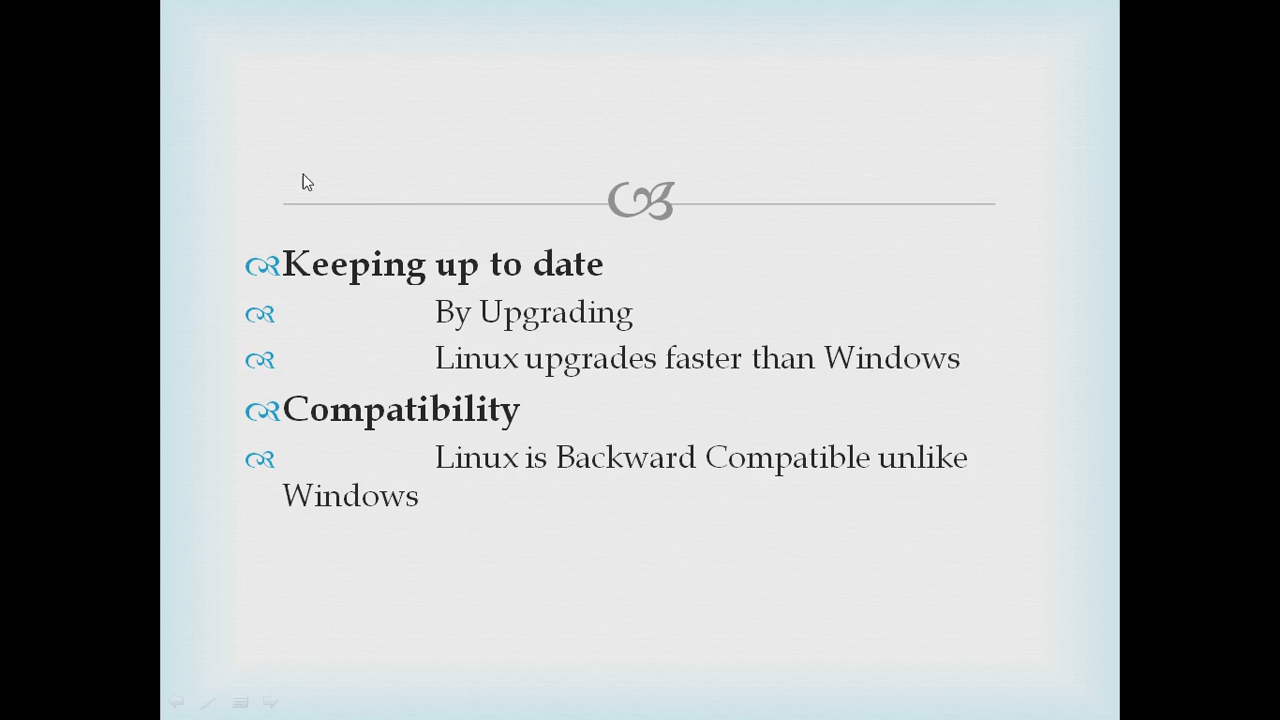 Keeping up to date
By Upgrading
Linux upgrades faster than Windows
Compatibility
Linux is Backward Compatible unlike
Windows